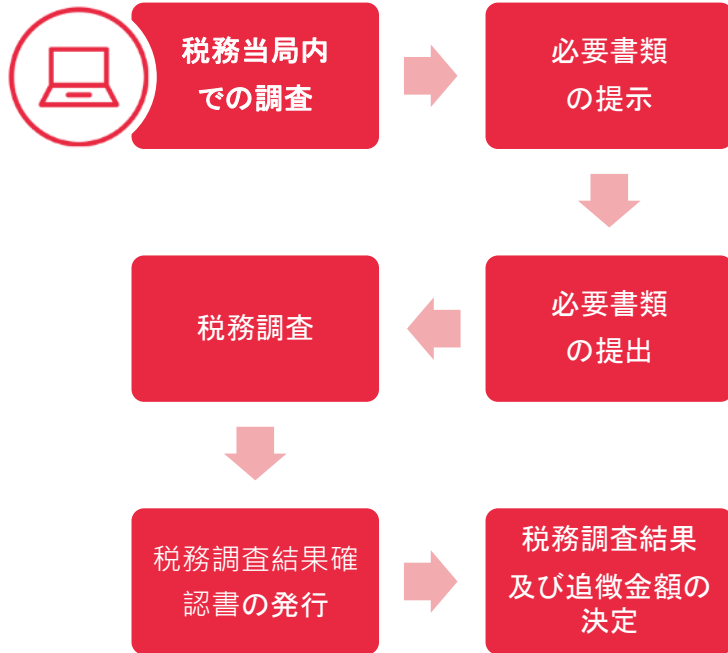 税務当局内
での調査
必要書類
の提示
必要書類
の提出
税務調査
税務調査結果確
認書の発行
税務調査結果
及び追徴金額の
決定